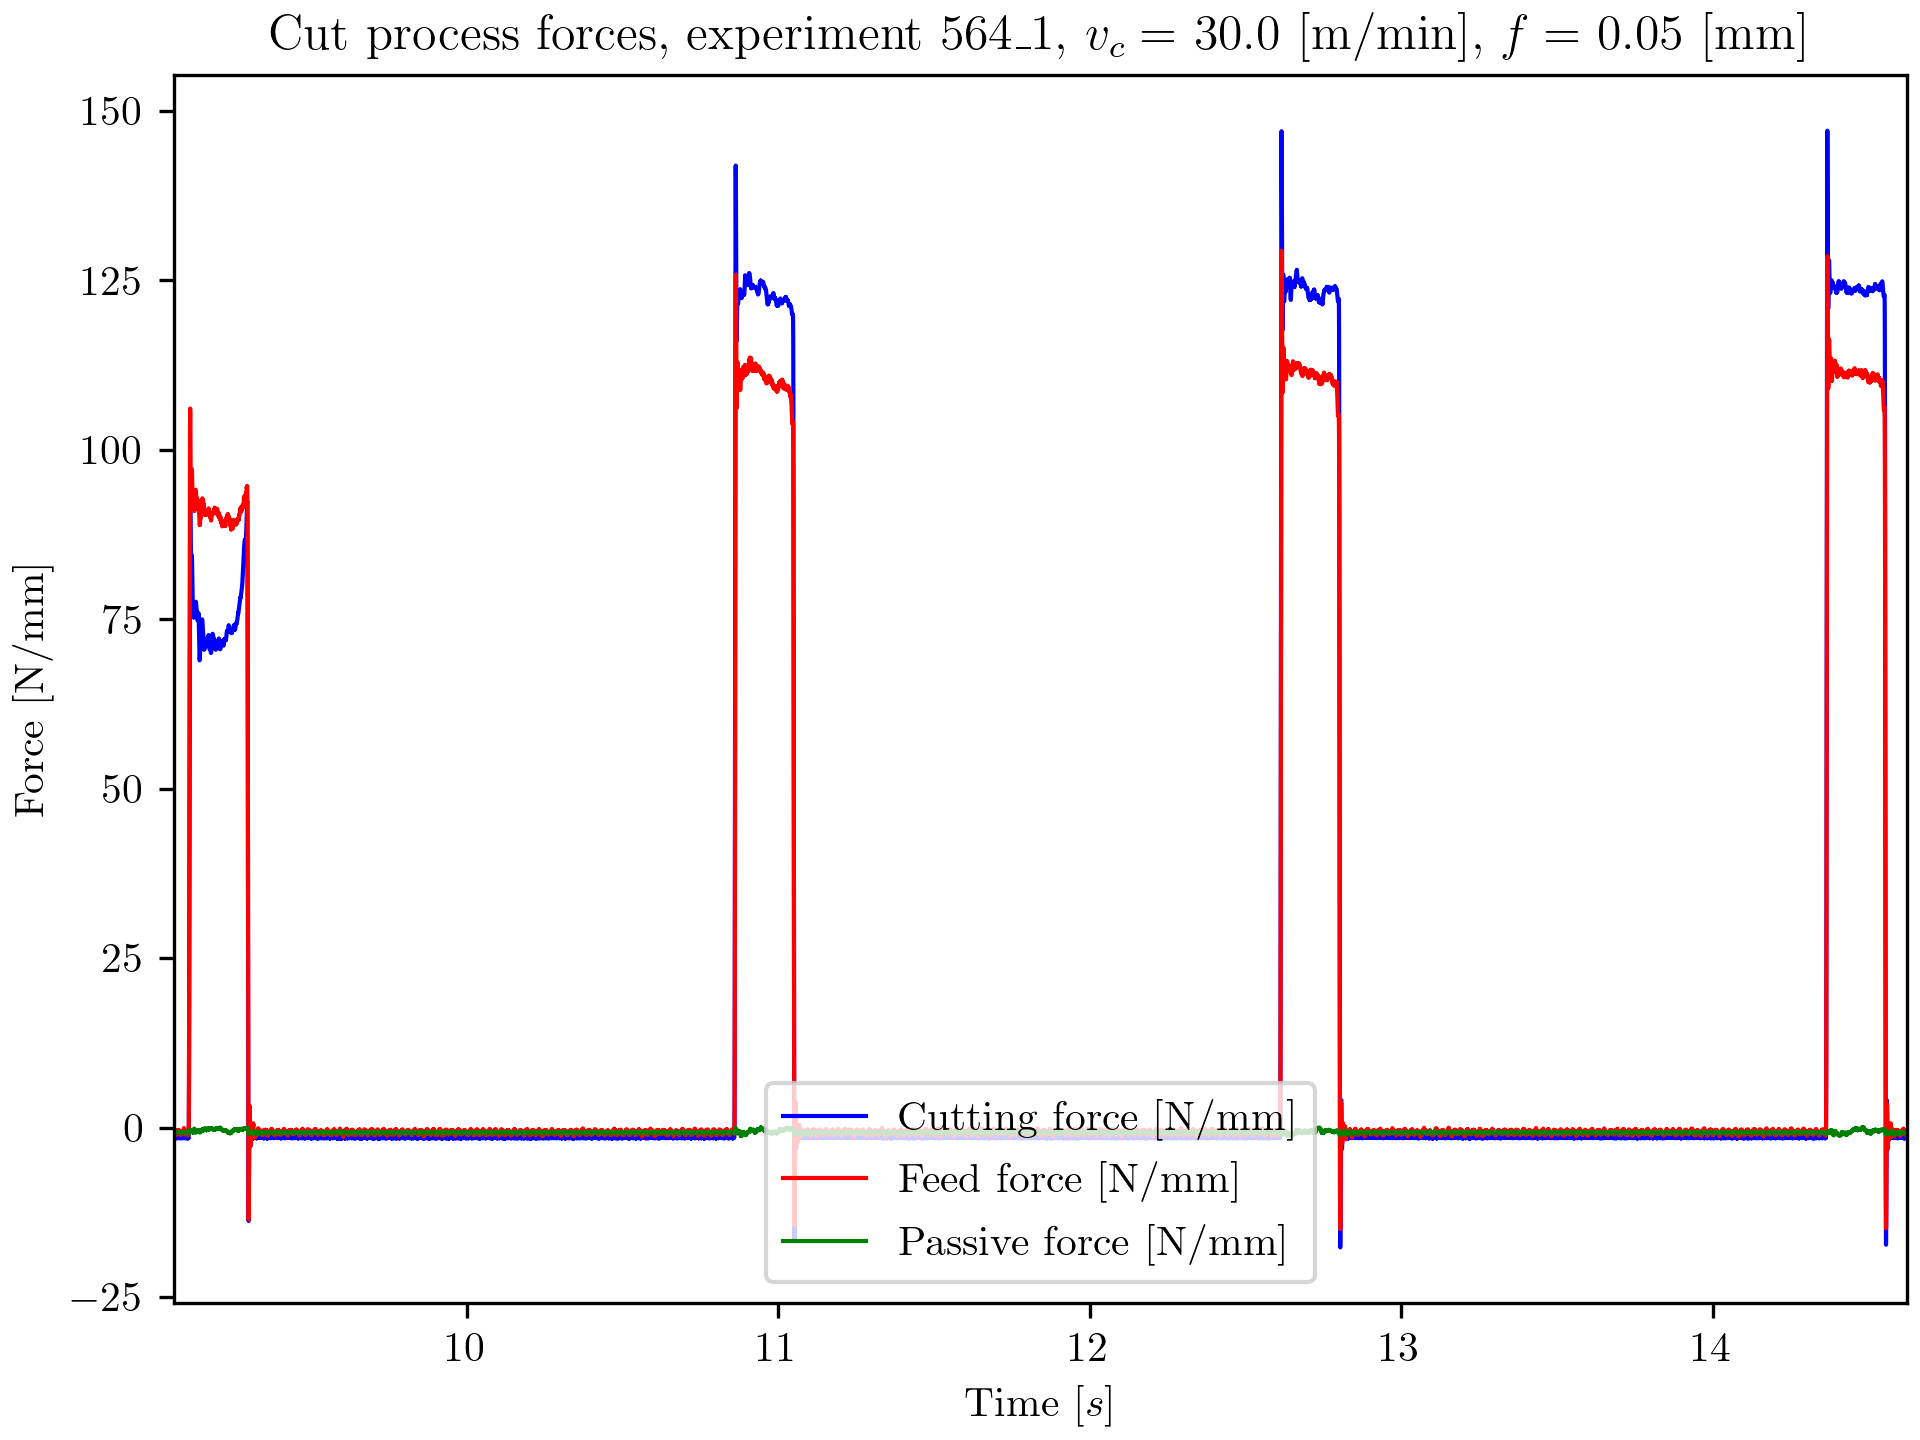 Cut process forces, experiment 564_1, v_c = 30.0 [m/min], f = 0.05 [mm]
150
125
100
75
50
25
0
−25
Force [N/mm]
Cutting force [N/mm]
Feed force [N/mm]
Passive force [N/mm]
10
11
12
13
14
Time [s]